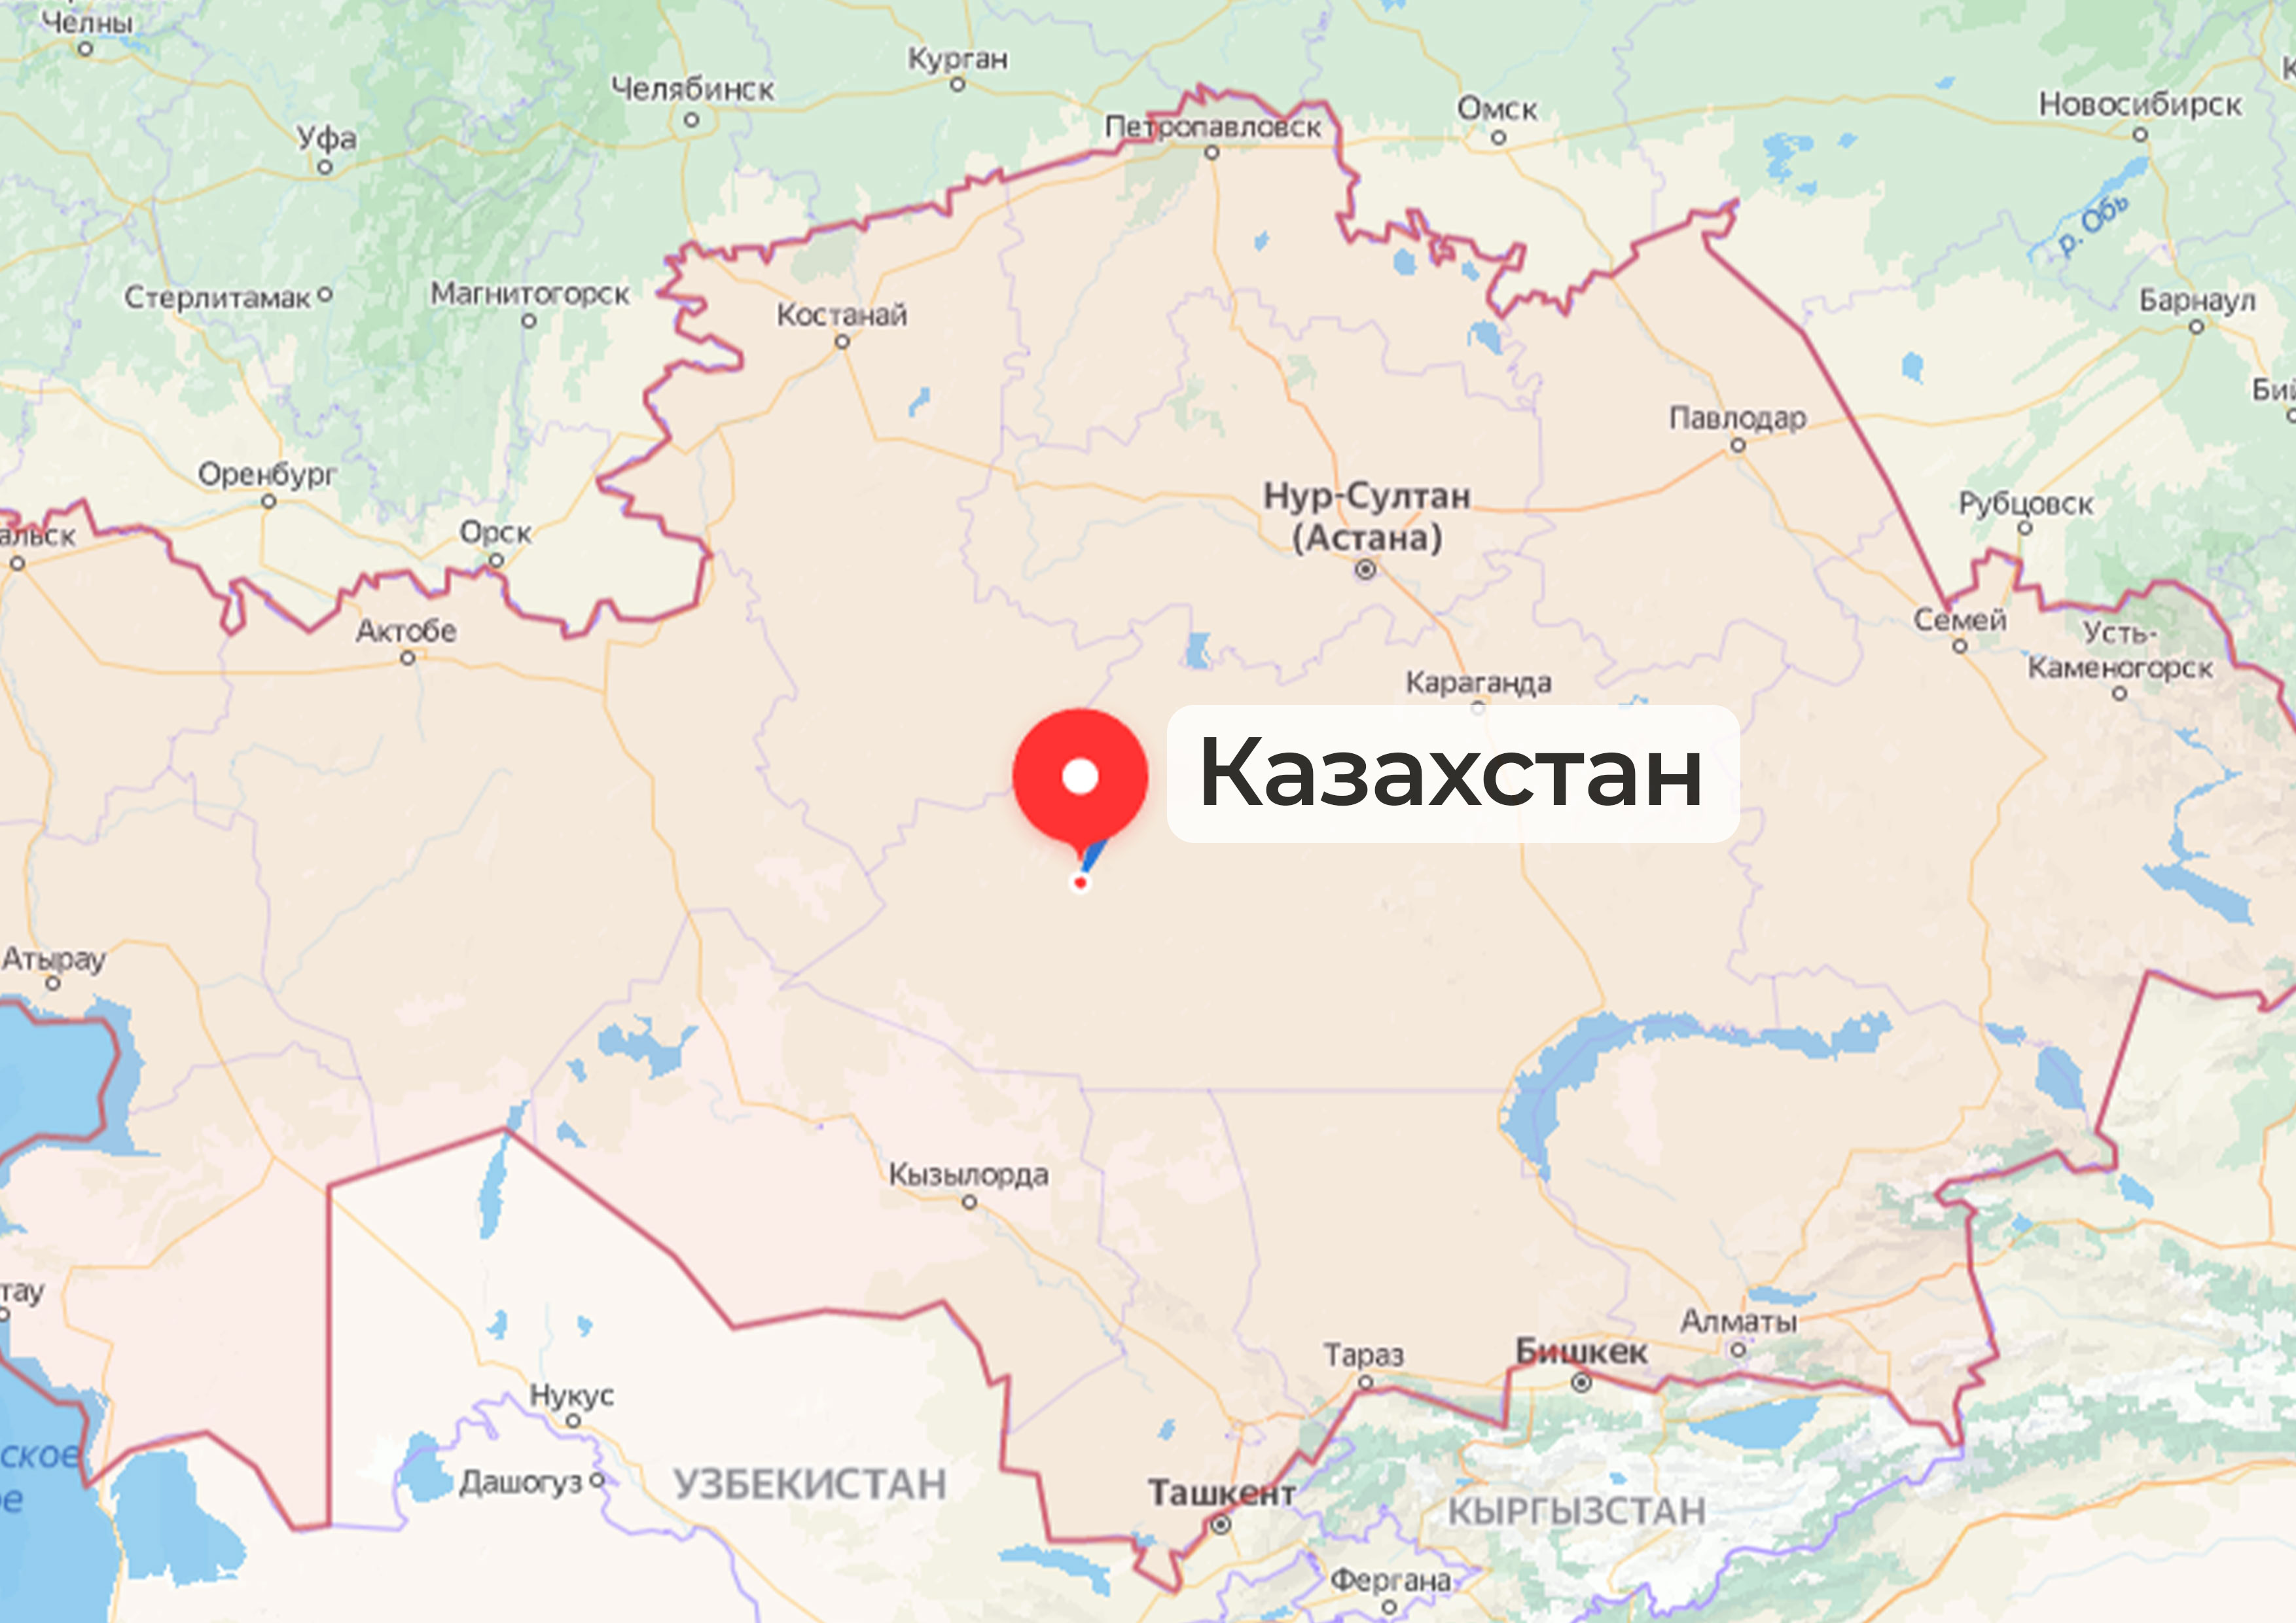 Челны
Курган
Челябинск
Новосибирск
Омск
Петропавловск
Уфа
р. Обь
Стерлитамак
Магнитогорск
Барнаул
Костанай
Бий
Павлодар
Оренбург
Нур-Султан
(Астана)
Рубцовск
Орск
альск
Актобе
Семей
Усть-
Каменогорск
Караганда
Казахстан
Атырау
Кызылорда
тау
Алматы
Тараз
Бишкек
Нукус
ское
е
Дашогуз
УЗБЕКИСТАН
Ташкент
КЫРГЫЗСТАН
Фергана